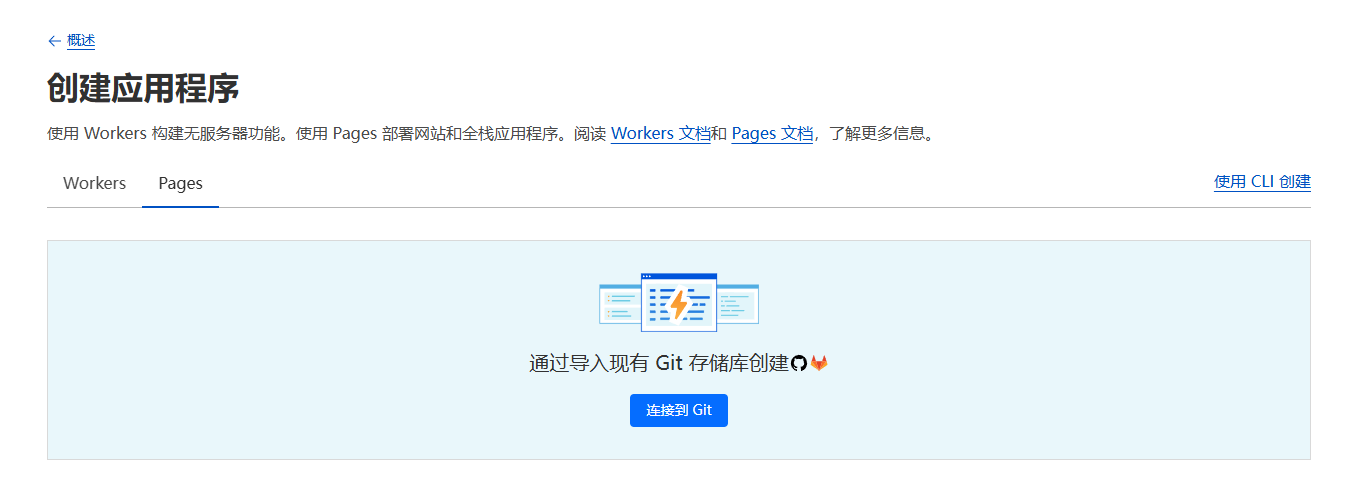 ← 概述
创建应用程序
使用 Workers 构建无服务器功能。使用 Pages 部署网站和全栈应用程序。阅读 Workers 文档和 Pages 文档，了解更多信息。
Workers Pages 使用 CLI 创建
通过导入现有 Git 存储库创建
连接到 Git